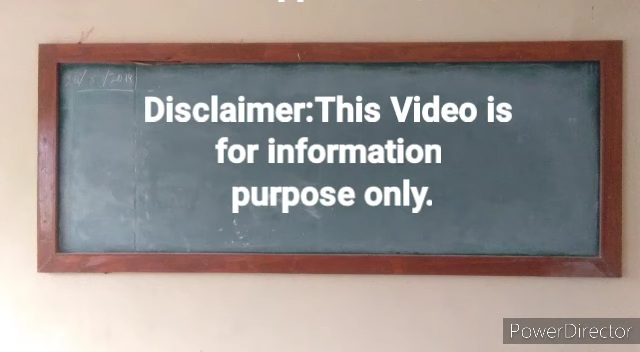 Disclaimer:This Video is
for information
purpose only.
PowerDirector